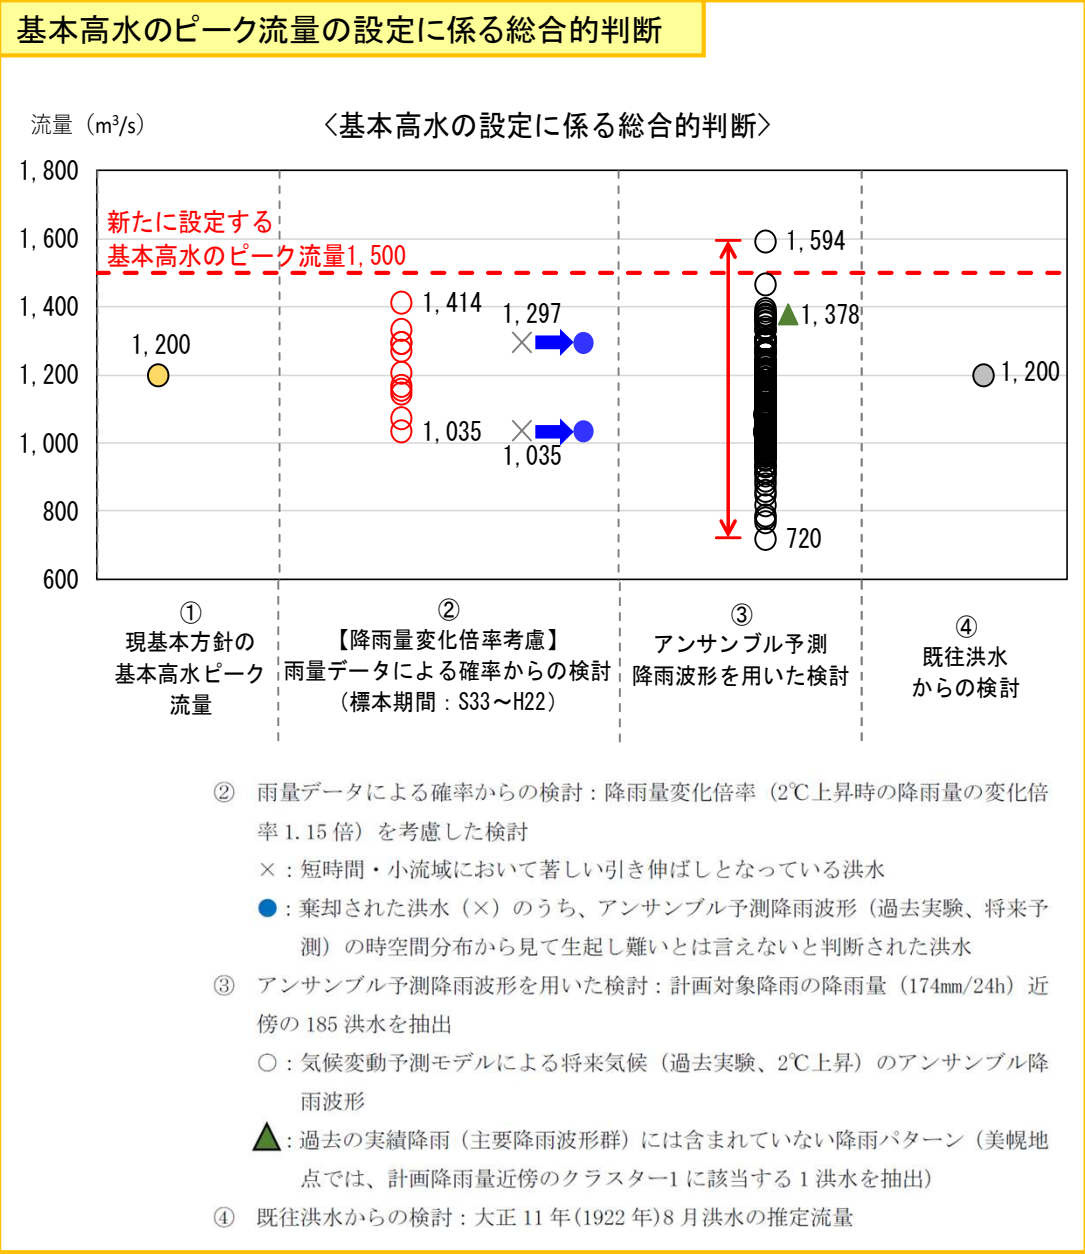 基本高水のピーク流量の設定に係る総合的判断
流量（m³/s）
〈基本高水の設定に係る総合的判断〉
1,800
1,600
1,400
1,200
1,000
800
600
新たに設定する
基本高水のピーク流量1,500
1,200
1,414
1,035
1,297
1,035
1,594
1,378
720
1,200
①
現基本方針の
基本高水ピーク
流量
②
【降雨量変化倍率考慮】
雨量データによる確率からの検討
（標本期間：S33～H22）
③
アンサンブル予測
降雨波形を用いた検討
④
既往洪水
からの検討
②　雨量データによる確率からの検討：降雨量変化倍率（2℃上昇時の降雨量の変化倍
率 1.15 倍）を考慮した検討
×：短時間・小流域において著しい引き伸ばしとなっている洪水
●：棄却された洪水（×）のうち、アンサンブル予測降雨波形（過去実験、将来予
測）の時空間分布から見て生起し難いとは言えないと判断された洪水
③　アンサンブル予測降雨波形を用いた検討：計画対象降雨の降雨量（174mm/24h）近
傍の 185 洪水を抽出
○：気候変動予測モデルによる将来気候（過去実験、2℃上昇）のアンサンブル降
雨波形
▲：過去の実績降雨（主要降雨波形群）には含まれていない降雨パターン（美幌地
点では、計画降雨量近傍のクラスター1 に該当する 1 洪水を抽出）
④　既往洪水からの検討：大正 11 年(1922 年)8 月洪水の推定流量